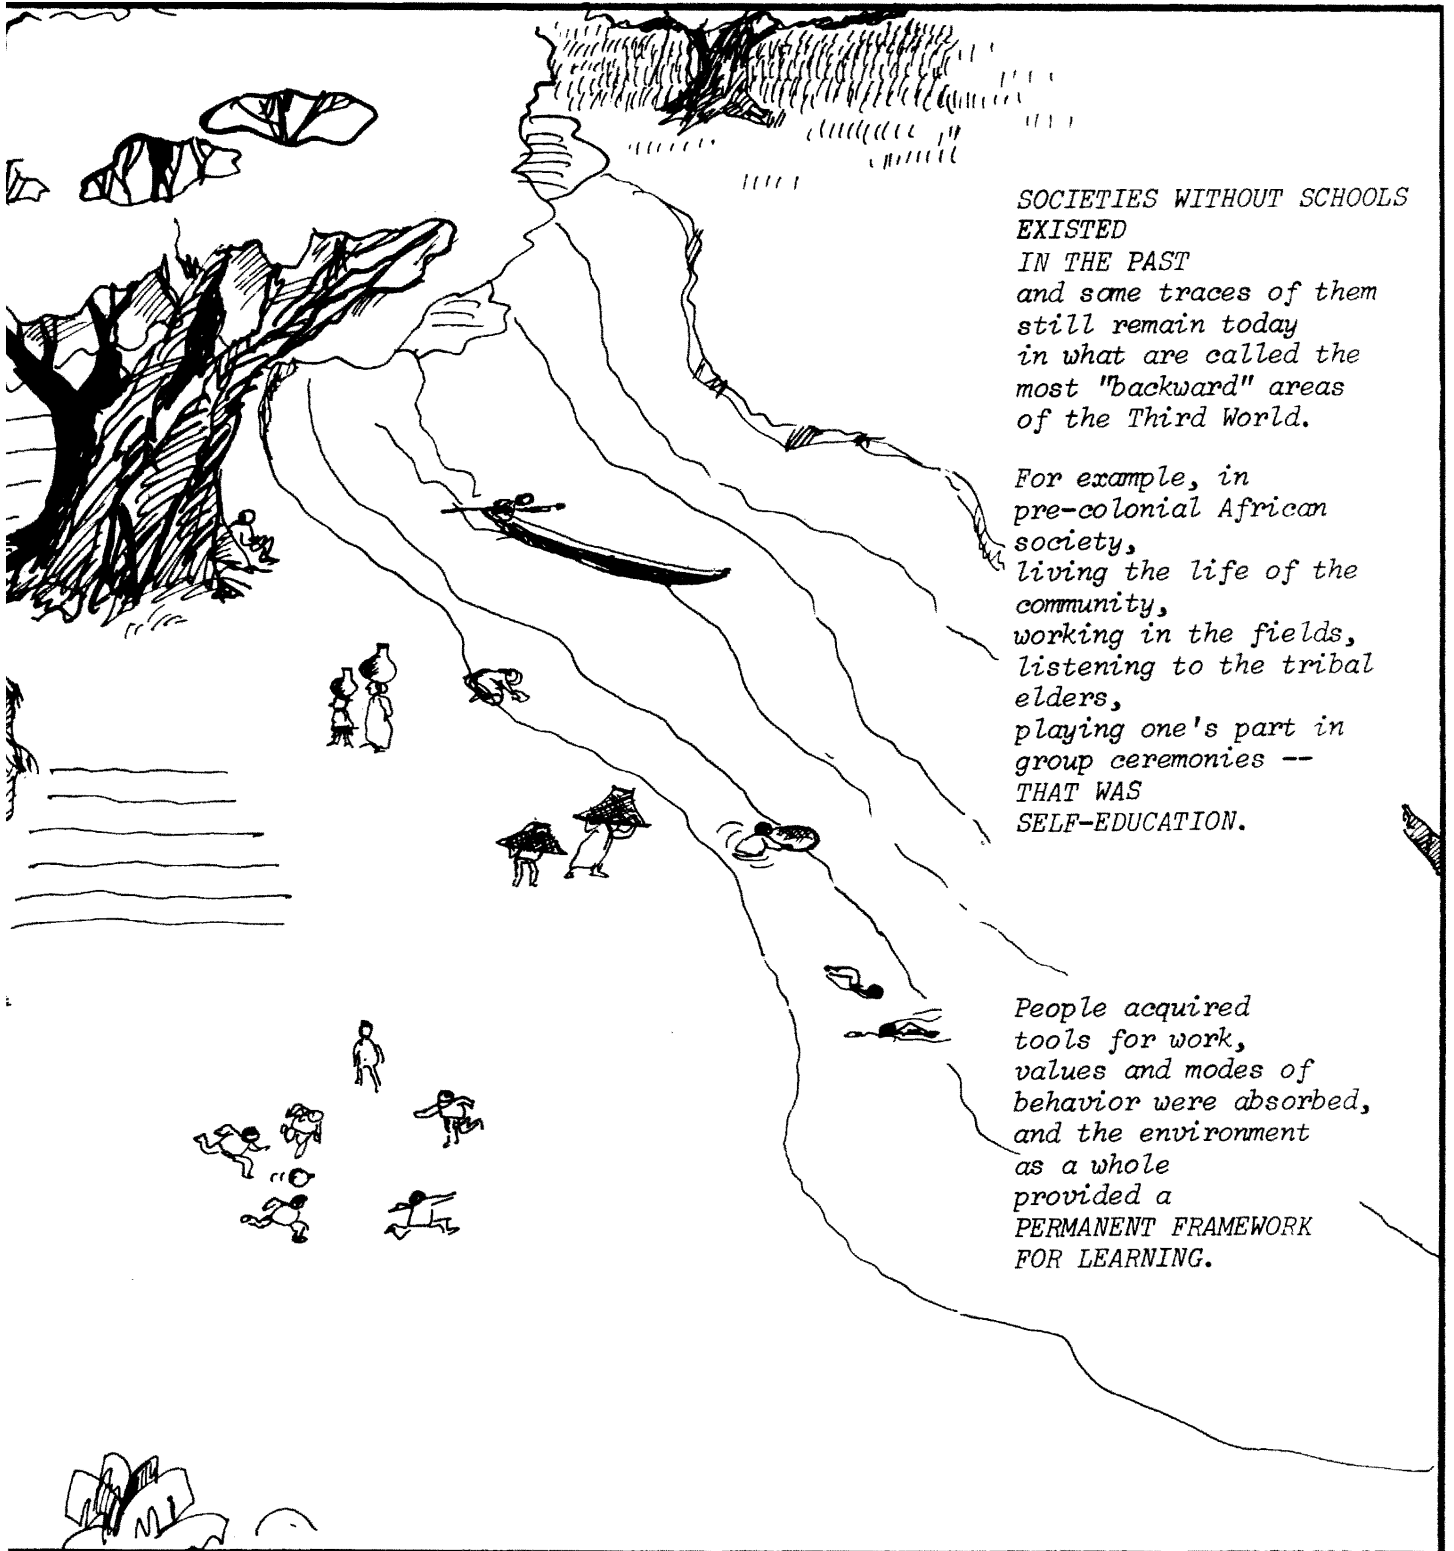 SOCIETIES WITHOUT SCHOOLS
EXISTED
IN THE PAST
and some traces of them
still remain today
in what are called the
most "backward" areas
of the Third World.
For example, in
pre-colonial African
society,
living the life of the
community,
working in the fields,
listening to the tribal
elders,
playing one's part in
group ceremonies --
THAT WAS
SELF-EDUCATION.
People acquired
tools for work,
values and modes of
behavior were absorbed,
and the environment
as a whole
provided a
PERMANENT FRAMEWORK
FOR LEARNING.